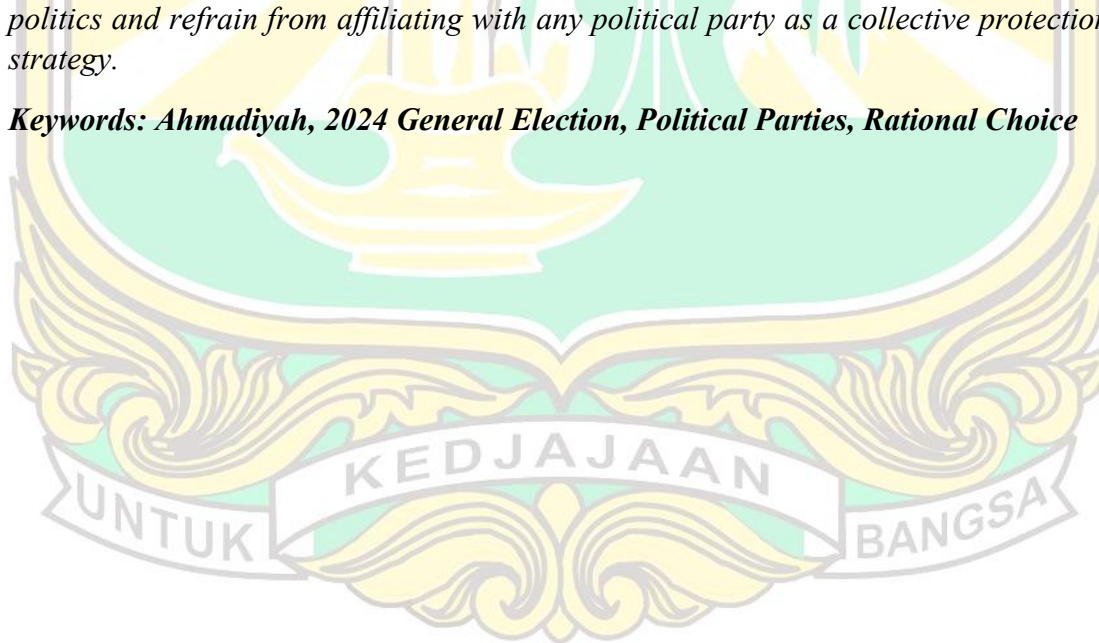 politics and refrain from affiliating with any political party as a collective protection
strategy.
Keywords: Ahmadiyah, 2024 General Election, Political Parties, Rational Choice
UNTUK KEDJAJAAN BANGSA